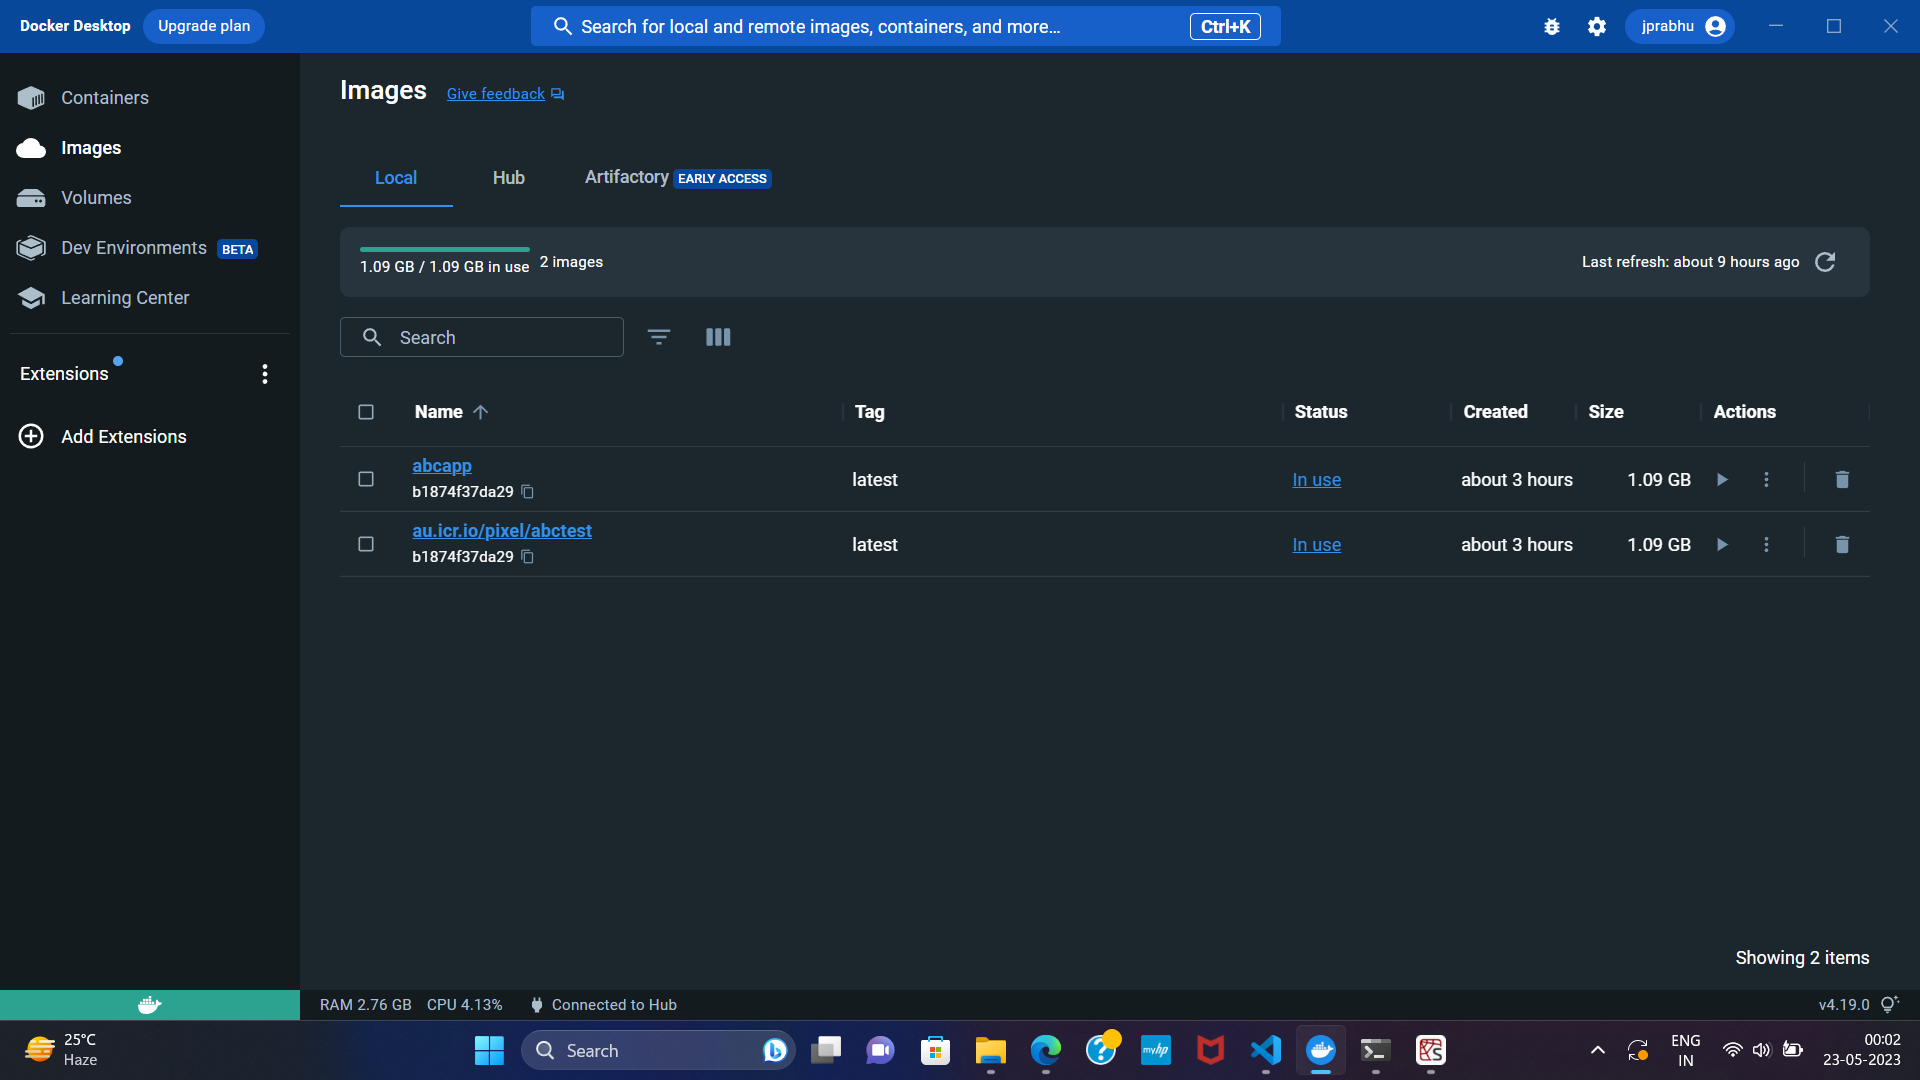 Docker Desktop Upgrade plan Search for local and remote images, containers, and more... Ctrl+K jprabhu
Containers
Images
Volumes
Dev Environments BETA
Learning Center
Extensions
Add Extensions
Images Give feedback
Local Hub Artifactory EARLY ACCESS
1.09 GB / 1.09 GB in use 2 images Last refresh: about 9 hours ago
Search
Name Tag Status Created Size Actions
abcapp
b1874f37da29 latest In use about 3 hours 1.09 GB
au.icr.io/pixel/abctest
b1874f37da29 latest In use about 3 hours 1.09 GB
Showing 2 items
RAM 2.76 GB CPU 4.13% Connected to Hub v4.19.0
25°C
Haze
Search
myhp
ENG
IN
00:02
23-05-2023